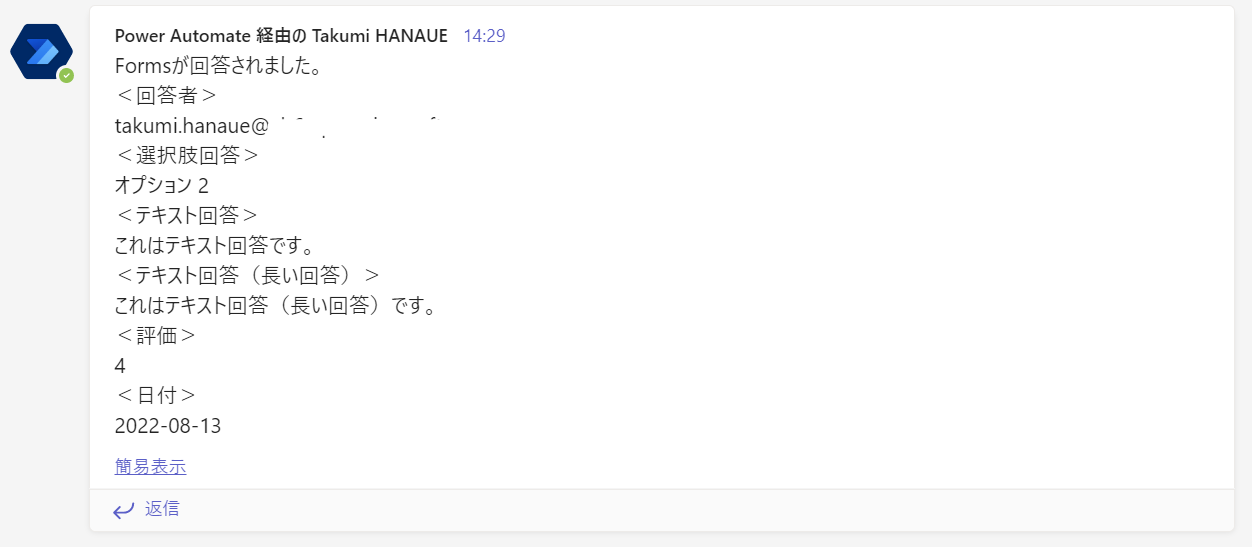 Power Automate 経由の Takumi HANAUE 14:29
Formsが回答されました。
＜回答者＞
takumi.hanaue@
＜選択肢回答＞
オプション 2
＜テキスト回答＞
これはテキスト回答です。
＜テキスト回答（長い回答）＞
これはテキスト回答（長い回答）です。
＜評価＞
4
＜日付＞
2022-08-13
簡易表示
返信